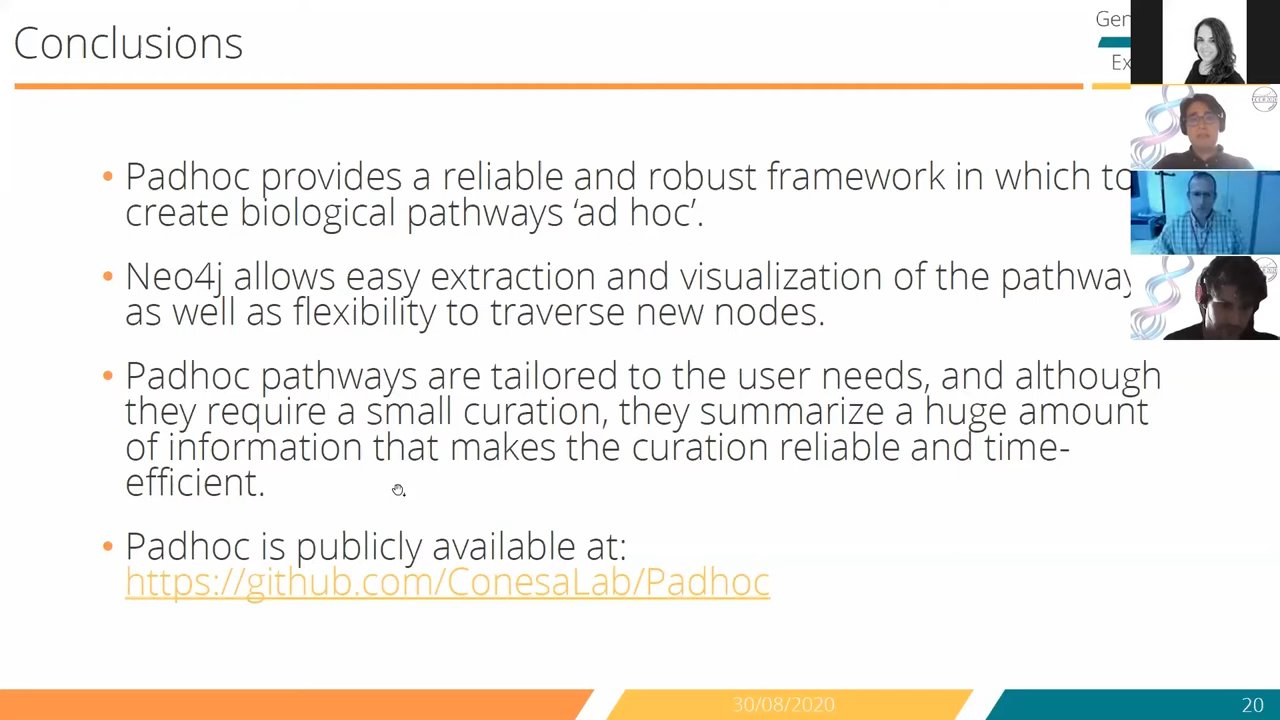 Conclusions
Padhoc provides a reliable and robust framework in which to
create biological pathways ‘ad hoc’.
Neo4j allows easy extraction and visualization of the pathway
as well as flexibility to traverse new nodes.
Padhoc pathways are tailored to the user needs, and although
they require a small curation, they summarize a huge amount
of information that makes the curation reliable and time-
efficient.
Padhoc is publicly available at:
https://github.com/ConesaLab/Padhoc
30/08/2020
20